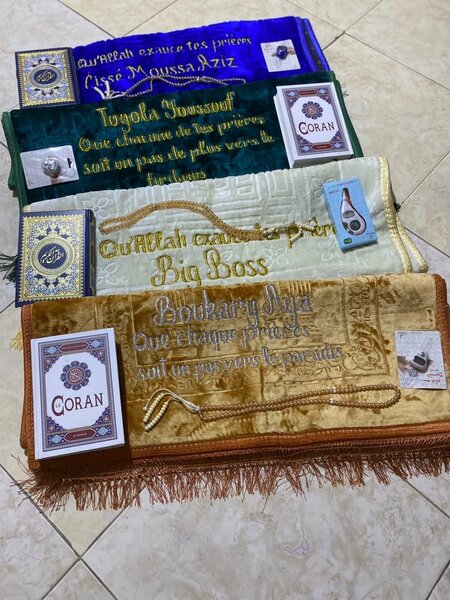 Qu'Allah exauce tes prières
Cissé Moussa Aziz
Togola Youssouf
Que chacune de tes prières
soit un pas de plus vers le
firdaws
LE
CORAN
Qu'Allah exauce tes prière
Big Boss
Boukary Aya
Que chaque prières
soit un pas vers le paradis
LE
CORAN